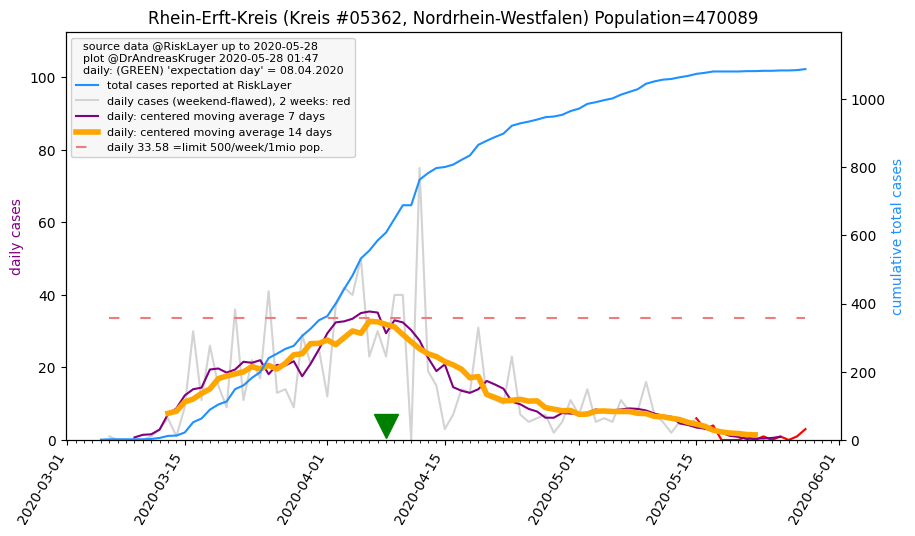 Rhein-Erft-Kreis (Kreis #05362, Nordrhein-Westfalen) Population=470089
source data @RiskLayer up to 2020-05-28
plot @DrAndreasKruger 2020-05-28 01:47
daily: (GREEN) 'expectation day' = 08.04.2020
total cases reported at RiskLayer
daily cases (weekend-flawed), 2 weeks: red
daily: centered moving average 7 days
daily: centered moving average 14 days
daily 33.58 =limit 500/week/1mio pop.
daily cases
100
80
60
40
20
0
cumulative total cases
1000
800
600
400
200
0
2020-03-01
2020-03-15
2020-04-01
2020-04-15
2020-05-01
2020-05-15
2020-06-01